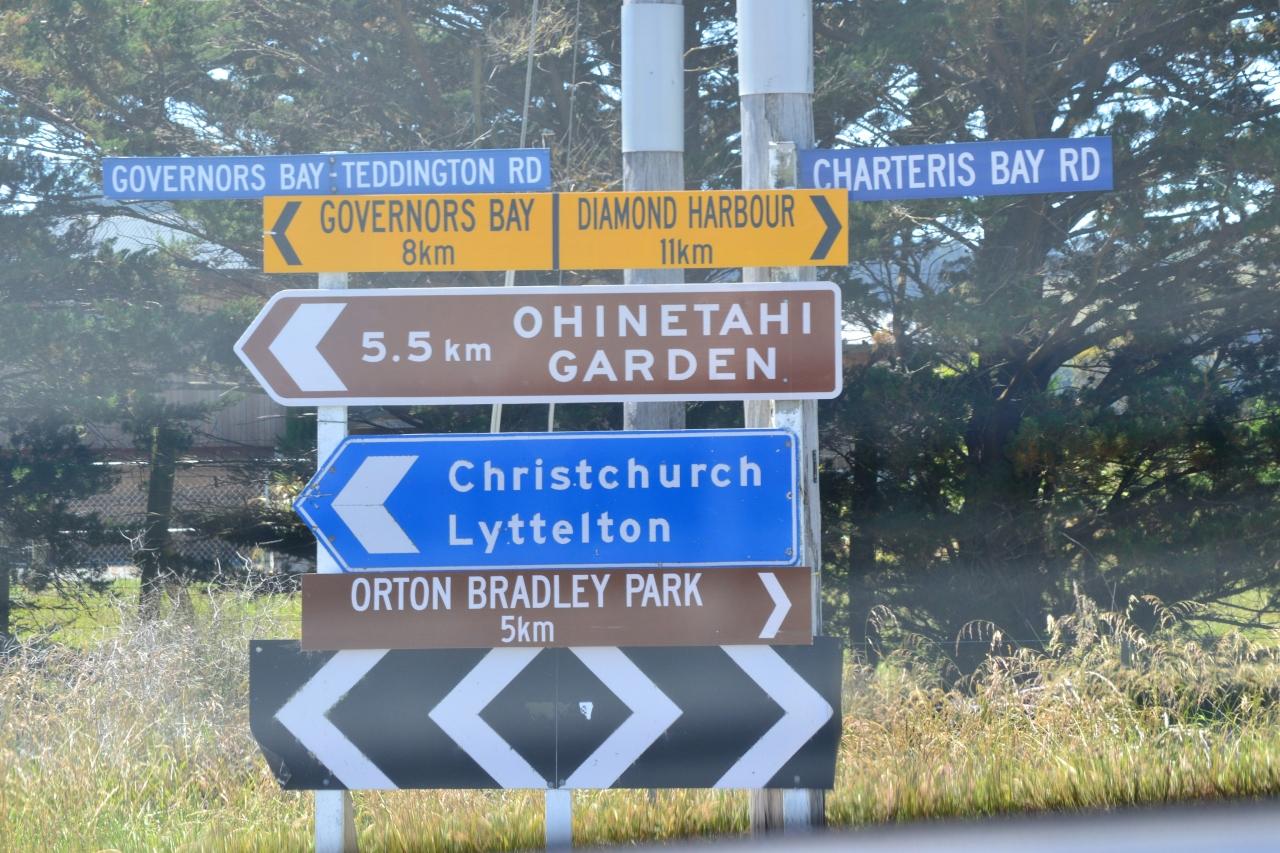 GOVERNORS BAY-TEDDINGTON RD
CHARTERIS BAY RD
GOVERNORS BAY
8km
DIAMOND HARBOUR
11km
5.5 km OHINETAHI
GARDEN
Christchurch
Lyttelton
ORTON BRADLEY PARK
5km